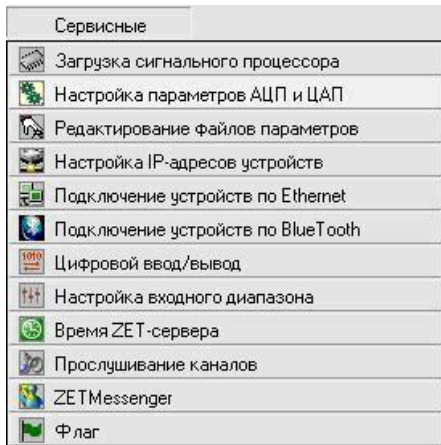 Сервисные
Загрузка сигнального процессора
Настройка параметров АЦП и ЦАП
Редактирование файлов параметров
Настройка IP-адресов устройств
Подключение устройств по Ethernet
Подключение устройств по BlueTooth
Цифровой ввод/вывод
Настройка входного диапазона
Время ZET-сервера
Прослушивание каналов
ZETMessenger
Флаг